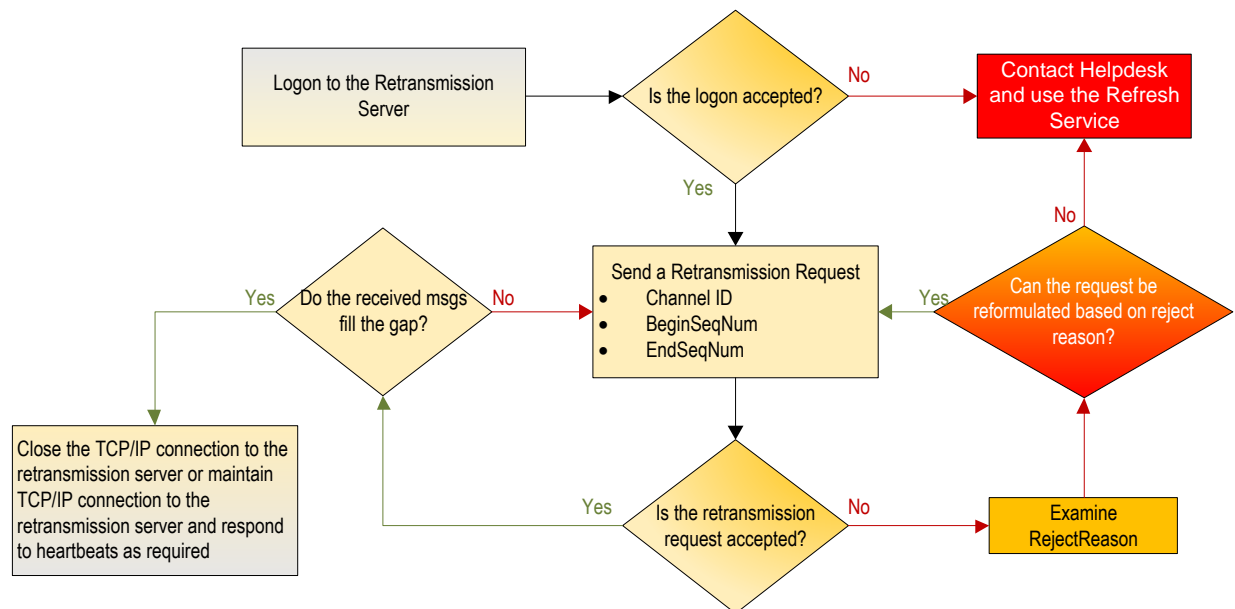 Logon to the Retransmission
Server
Is the logon accepted?
No
Contact Helpdesk
and use the Refresh
Service
Yes
No
Send a Retransmission Request
• Channel ID
• BeginSeqNum
• EndSeqNum
Yes
Do the received msgs
fill the gap?
No
Yes
Can the request be
reformulated based on reject
reason?
Close the TCP/IP connection to the
retransmission server or maintain
TCP/IP connection to the
retransmission server and respond
to heartbeats as required
Yes
Is the retransmission
request accepted?
No
Examine
RejectReason